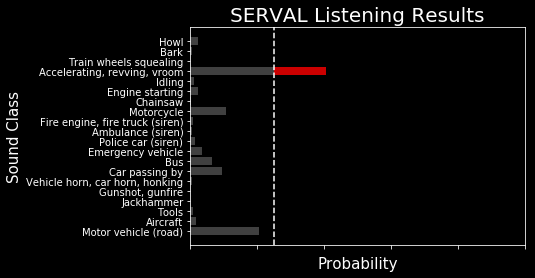 SERVAL Listening Results
Sound Class
Howl
Bark
Train wheels squealing
Accelerating, revving, vroom
Idling
Engine starting
Chainsaw
Motorcycle
Fire engine, fire truck (siren)
Ambulance (siren)
Police car (siren)
Emergency vehicle
Bus
Car passing by
Vehicle horn, car horn, honking
Gunshot, gunfire
Jackhammer
Tools
Aircraft
Motor vehicle (road)
Probability